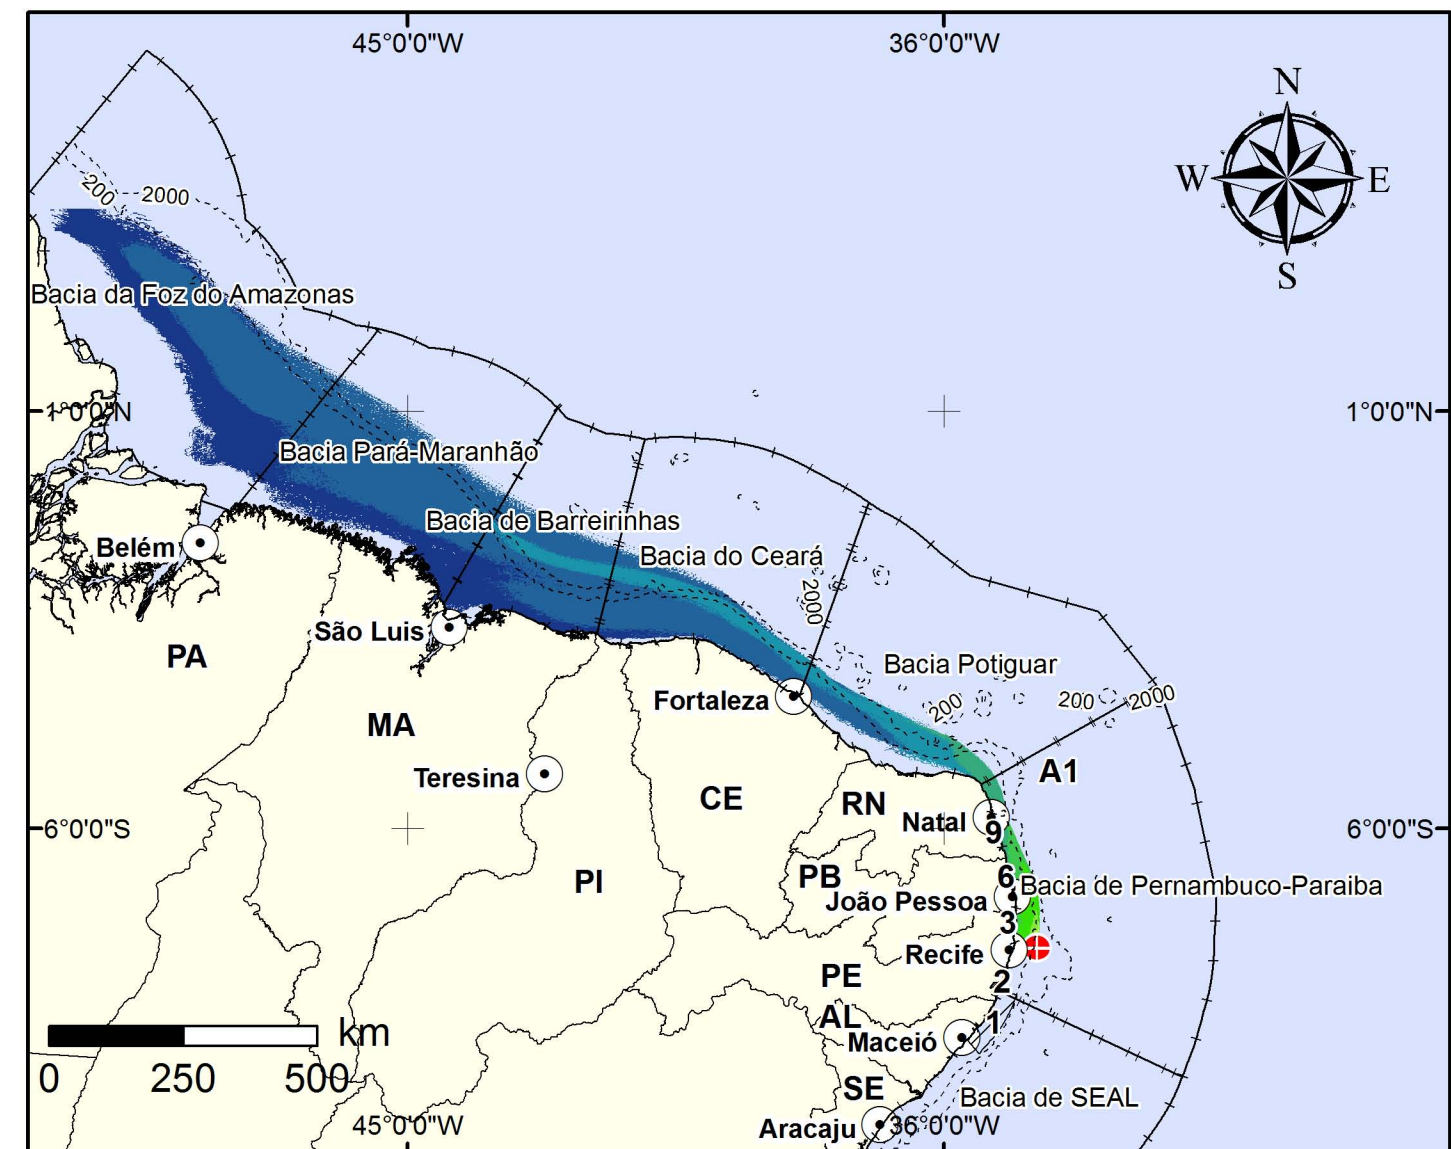 45°0'0"W 36°0'0"W
N
W E
S
200 2000
Bacia da Foz do Amazonas
1°0'0"N 1°0'0"N
Bacia Pará-Maranhão
Bacia de Barreirinhas
Belém
Bacia do Ceará
2000
São Luis
PA
Bacia Potiguar
Fortaleza
200 200 2000
MA
A1
Teresina
CE
RN
Natal
9
6°0'0"S 6°0'0"S
PI
PB
6
Bacia de Pernambuco-Paraiba
João Pessoa
3
Recife
PE
2
AL
1
km
Maceió
0 250 500
SE
Bacia de SEAL
45°0'0"W 36°0'0"W
Aracaju